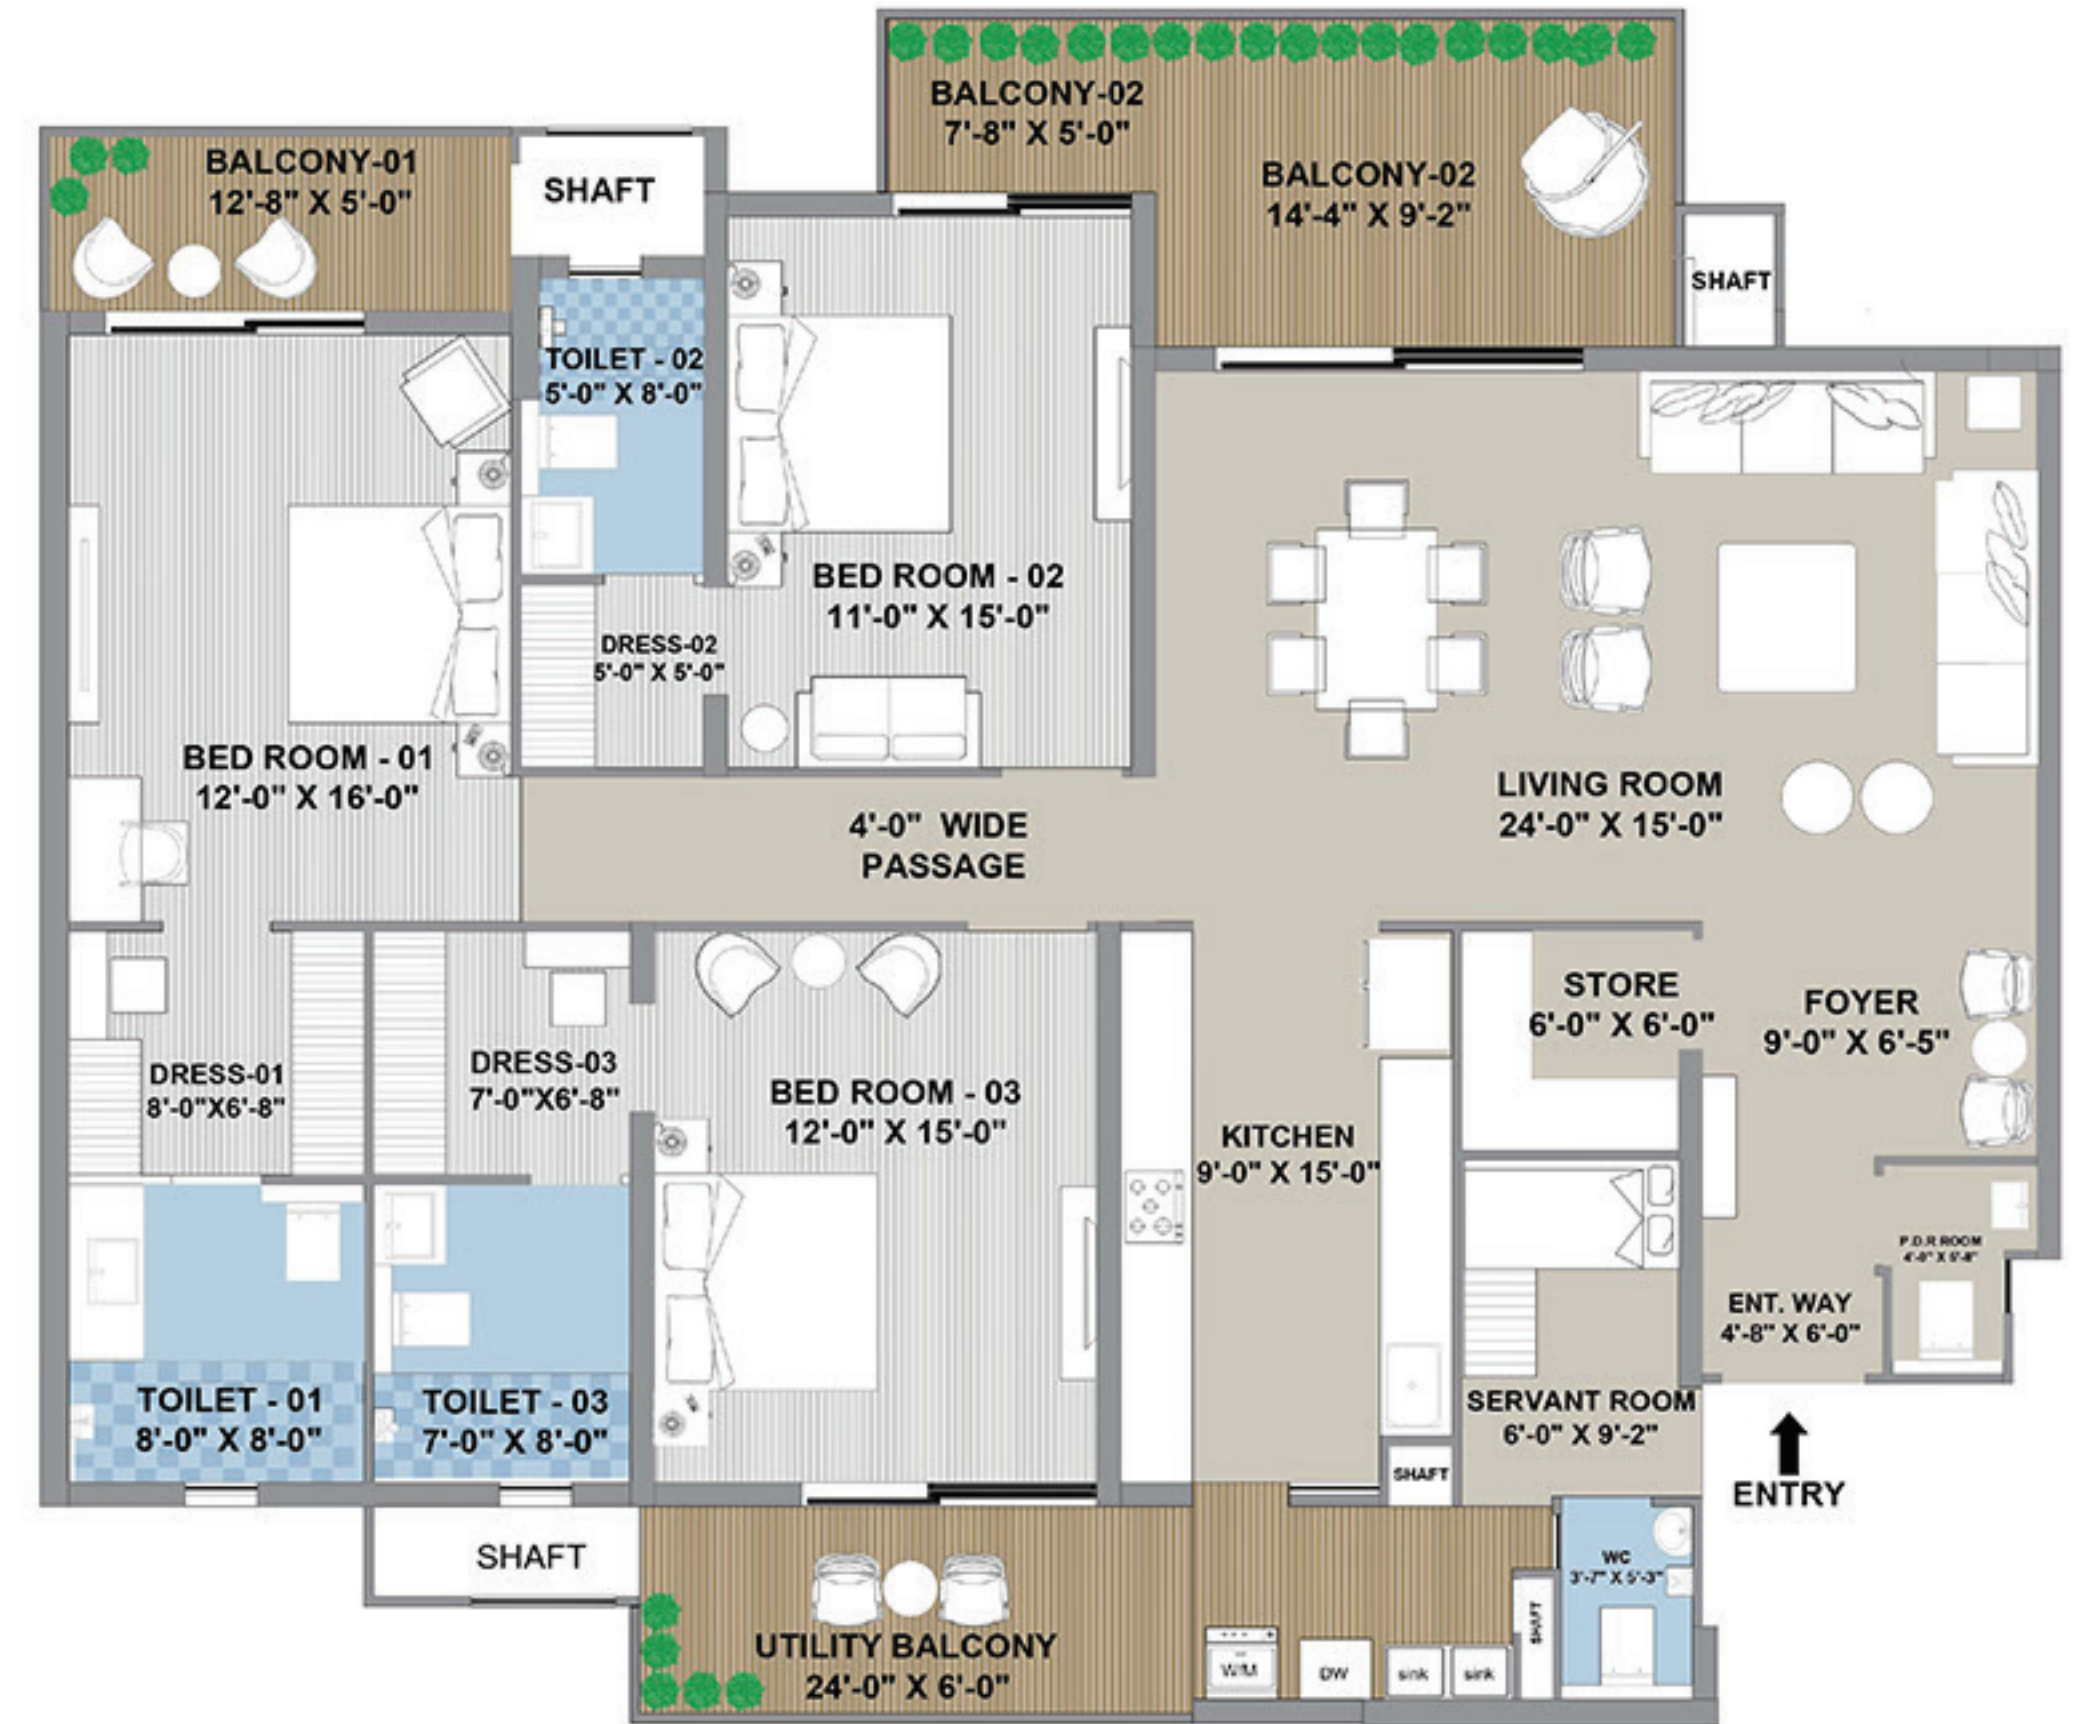 BALCONY-02
7'-8" X 5'-0"
BALCONY-01
12'-8" X 5'-0"
SHAFT
BALCONY-02
14'-4" X 9'-2"
SHAFT
TOILET - 02
5'-0" X 8'-0"
BED ROOM - 02
11'-0" X 15'-0"
DRESS-02
5'-0" X 5'-0"
BED ROOM - 01
12'-0" X 16'-0"
4'-0" WIDE
PASSAGE
LIVING ROOM
24'-0" X 15'-0"
STORE
6'-0" X 6'-0"
FOYER
9'-0" X 6'-5"
DRESS-01
8'-0"X6'-8"
DRESS-03
7'-0"X6'-8"
BED ROOM - 03
12'-0" X 15'-0"
KITCHEN
9'-0" X 15'-0"
P.D.R ROOM
ENT. WAY
4'-8" X 6'-0"
TOILET - 01
8'-0" X 8'-0"
TOILET - 03
7'-0" X 8'-0"
SERVANT ROOM
6'-0" X 9'-2"
SHAFT
ENTRY
SHAFT
WC
3'-7" X 5'-3"
SHAFT
UTILITY BALCONY
24'-0" X 6'-0"
W/M
DW
sink
sink